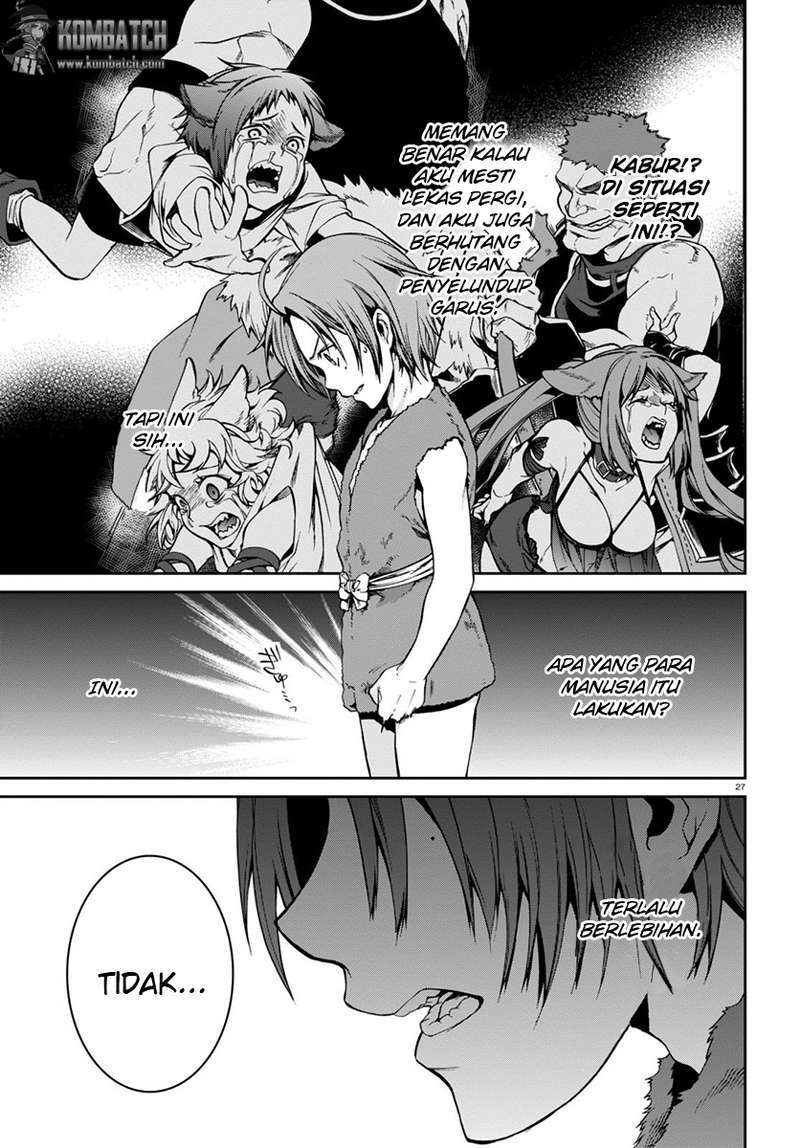 KOMBATCH
www.kombatch.com
KABUR!?
DI SITUASI
SEPERTI
INI!?
MEMANG
BENAR KALAU
AKU MESTI
LEKAS PERGI,
DAN AKU JUGA
BERHUTANG
DENGAN
PENYELUNDUP
GARUS.
TAPI INI
SIH...
APA YANG PARA
MANUSIA ITU
LAKUKAN?
INI...
27
TERLALU
BERLEBIHAN.
TIDAK...